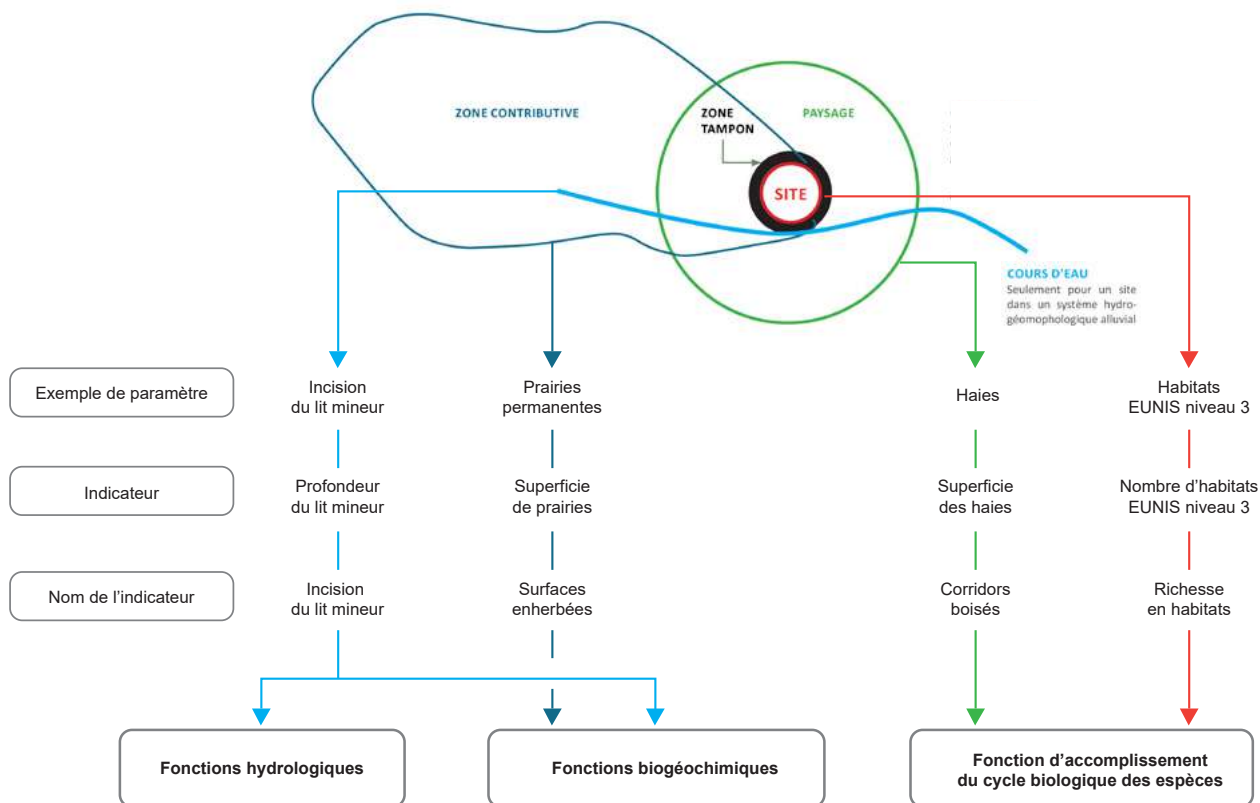 ZONE CONTRIBUTIVE
ZONE
TAMPON
PAYSAGE
SITE
COURS D'EAU
Seulement pour un site
dans un système hydro-
géomophologique alluvial
Exemple de paramètre
Incision
du lit mineur
Prairies
permanentes
Haies
Habitats
EUNIS niveau 3
Indicateur
Profondeur
du lit mineur
Superficie
de prairies
Superficie
des haies
Nombre d'habitats
EUNIS niveau 3
Nom de l'indicateur
Incision
du lit mineur
Surfaces
enherbées
Corridors
boisés
Richesse
en habitats
Fonctions hydrologiques
Fonctions biogéochimiques
Fonction d'accomplissement
du cycle biologique des espèces